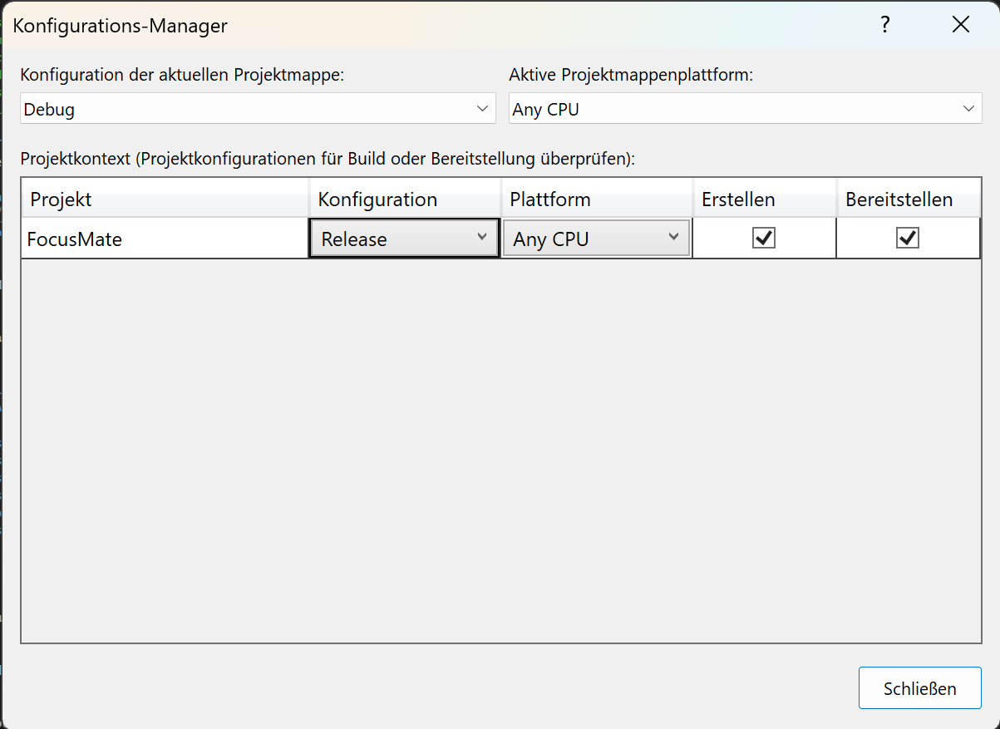 Konfigurations-Manager ?
Konfiguration der aktuellen Projektmappe: Aktive Projektmappenplattform:
Debug Any CPU
Projektkontext (Projektkonfigurationen für Build oder Bereitstellung überprüfen):
Projekt Konfiguration Plattform Erstellen Bereitstellen
FocusMate Release Any CPU
Schließen